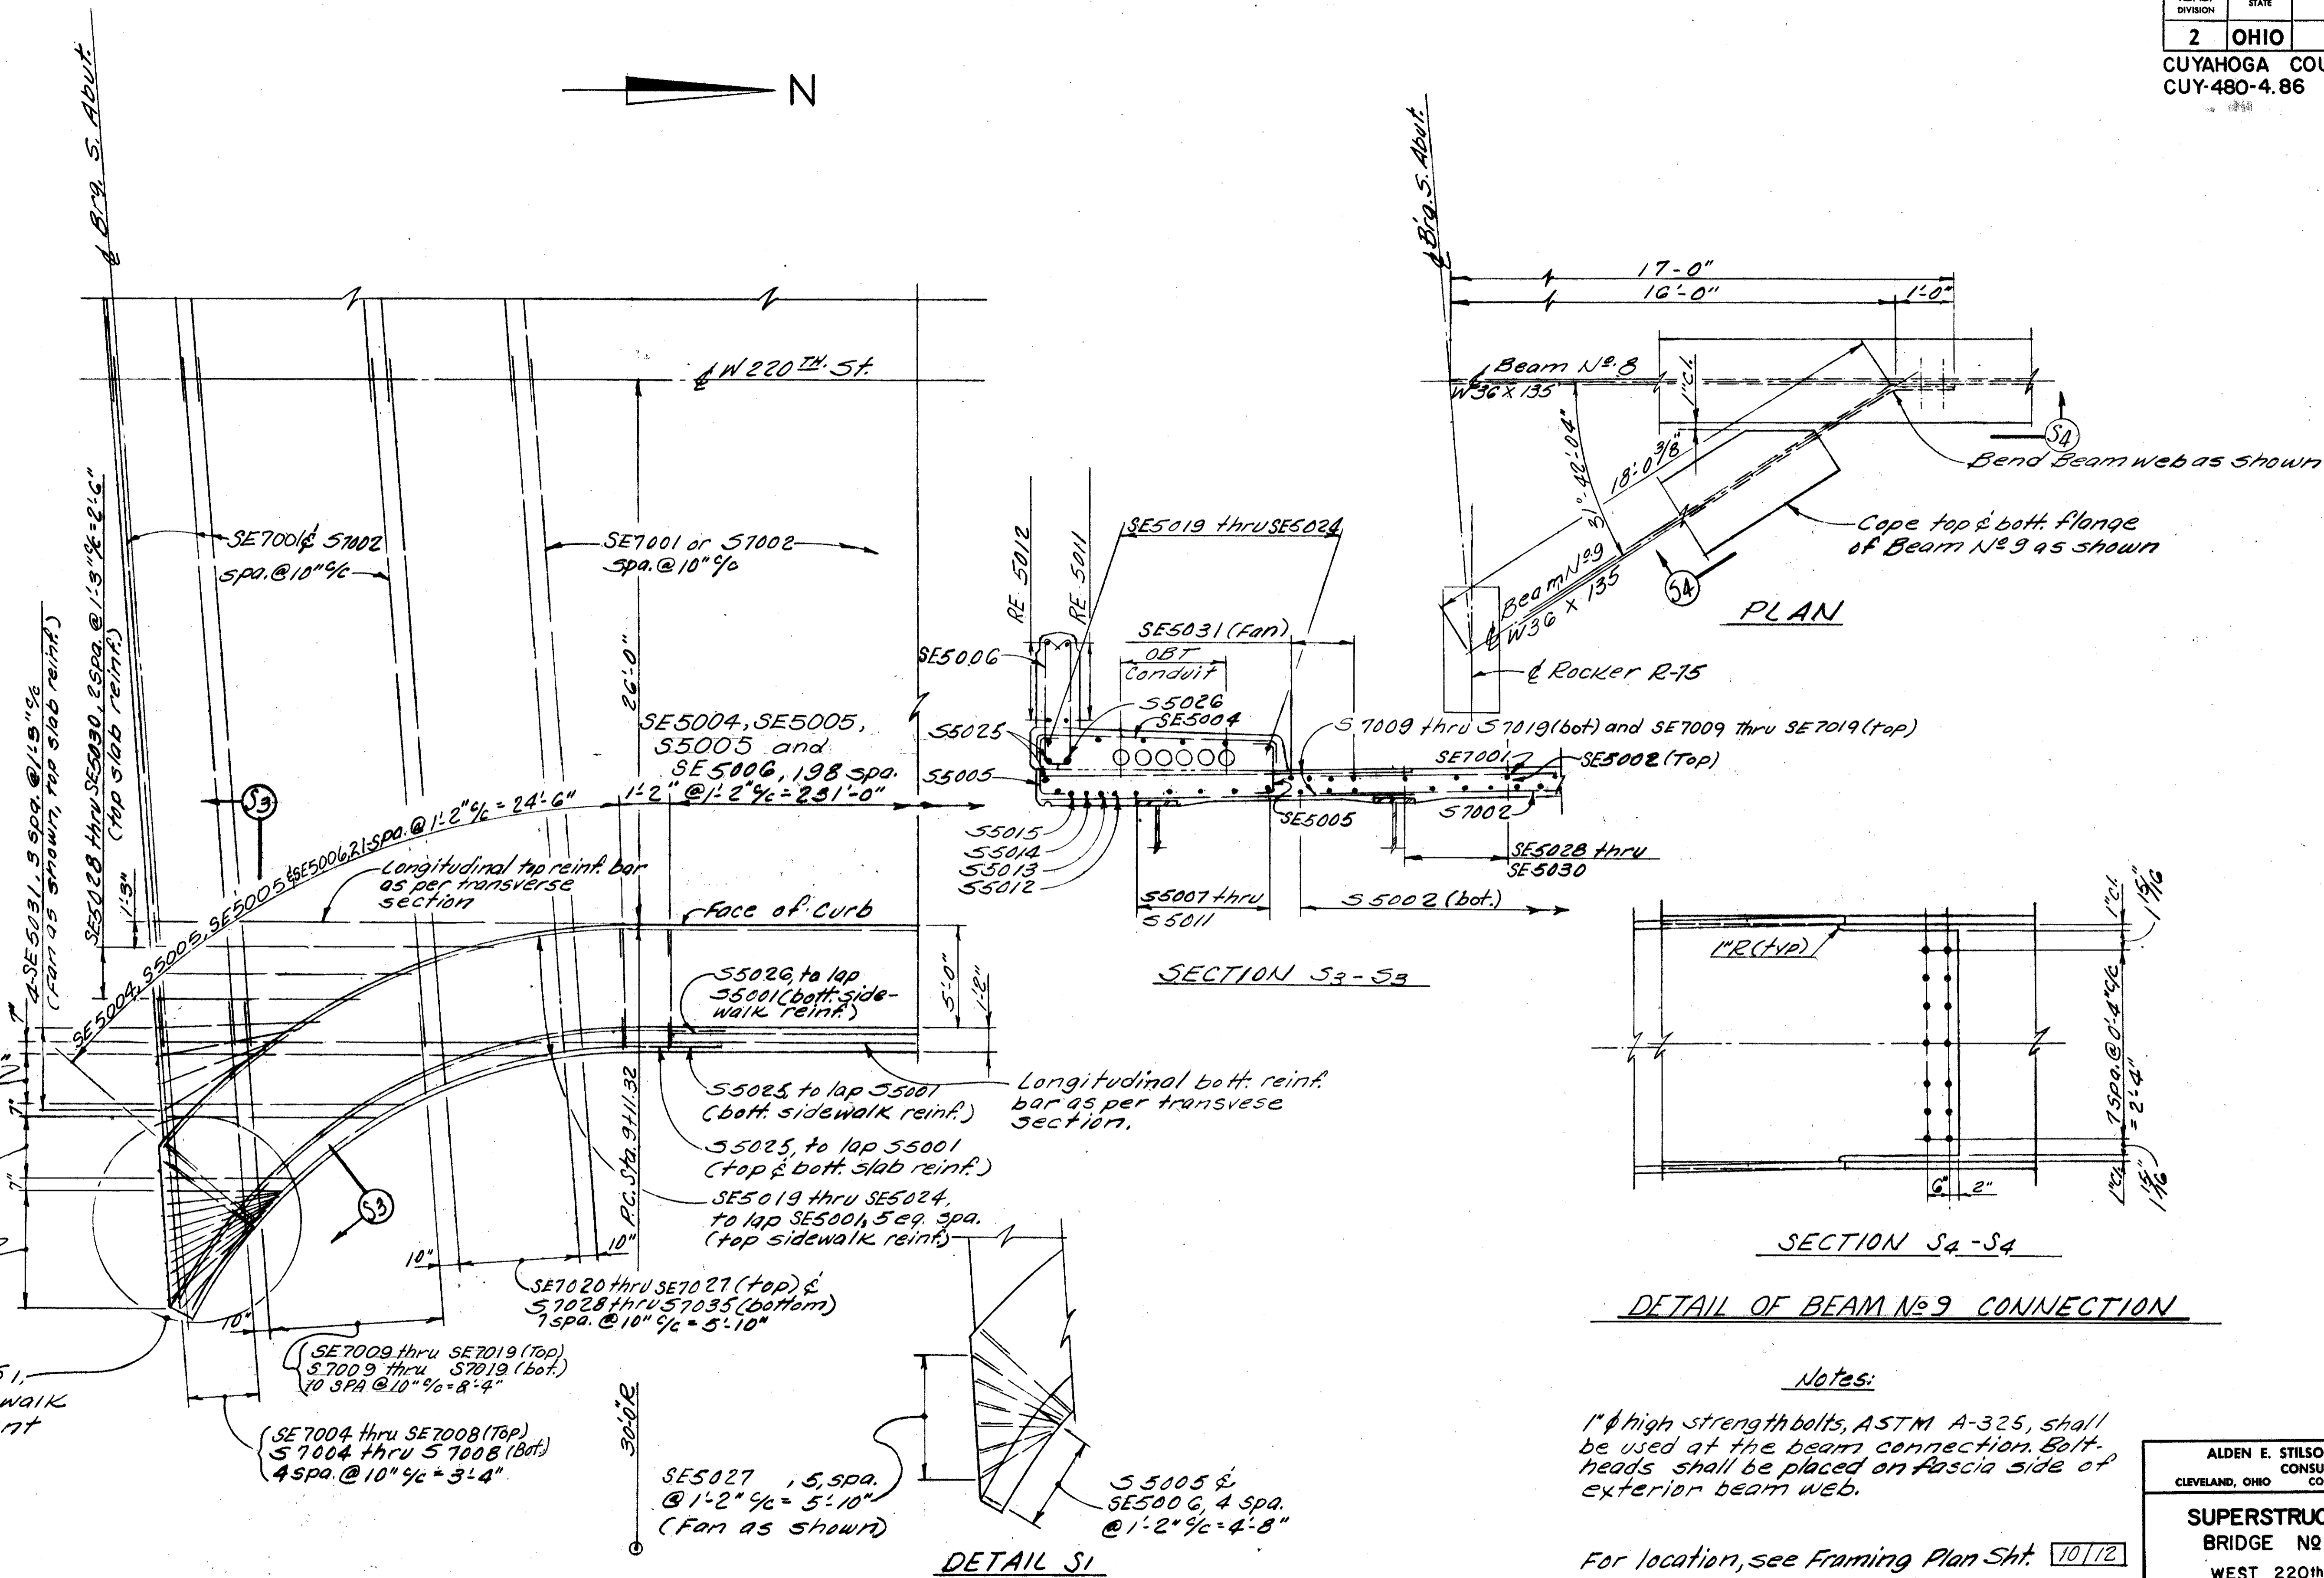 DIVISION
STATE
2
OHIO
CUYAHOGA COU
CUY-480-4.86
N
℄ Brg. S. Abut.
℄ W 220TH. St.
SE7001 & S7002
spa. @ 10" c/c
SE7001 or S7002
spa. @ 10" c/c
26'-0"
4-SE5031, 3 spa. @ 1'-3" c/c
(Fan as shown, top slab reinf.)
SE5028 thru SE5030, 2 spa. @ 1'-3" c/c = 2'-6"
(top slab reinf.)
1'-3"
S3
SE5004, S5005, SE5005 & SE5006, 21 spa. @ 1'-2" c/c = 24'-6"
SE5004, SE5005,
S5005 and
SE5006, 198 spa.
1'-2" @ 1'-2" c/c = 231'-0"
Longitudinal top reinf. bar
as per transverse
section
Face of Curb
S5026, to lap
S5001 (bott. side-
walk reinf.)
5'-0"
1'-2"
7"
7"
7"
S5025, to lap S5001
(bott. sidewalk reinf.)
Longitudinal bott. reinf.
bar as per transvese
section.
S5025, to lap S5001
(top & bott. slab reinf.)
SE5019 thru SE5024,
to lap SE5001, 5 eq. spa.
(top sidewalk reinf.)
P.C. Sta. 9+11.32
S3
10"
10"
SE7020 thru SE7027 (top) &
S7028 thru S7035 (bottom)
7 spa. @ 10" c/c = 5'-10"
10"
SE7009 thru SE7019 (Top)
S7009 thru S7019 (bot.)
10 SPA @ 10" c/c = 8'-4"
SE7004 thru SE7008 (Top)
S7004 thru S7008 (Bot.)
4 spa. @ 10" c/c = 3'-4"
walk
30'-0"R
RE 5012
RE 5011
SE5019 thru SE5024
SE5006
SE5031 (Fan)
OBT
Conduit
S5026
SE5004
S5025
S5005
S7009 thru S7019 (bot) and SE7009 thru SE7019 (top)
SE7001
SE5002 (Top)
S5015
S5014
S5013
S5012
SE5005
S7002
SE5028 thru
SE5030
S5007 thru
S5011
S5002 (bot.)
SECTION S3-S3
SE5027 , 5, spa.
@ 1'-2" c/c = 5'-10"
(Fan as shown)
S5005 &
SE5006, 4 spa.
@ 1'-2" c/c = 4'-8"
DETAIL S1
℄ Brg. S. Abut.
17-0"
16'-0"
1'-0"
℄ Beam No. 8
W36 x 135
1" Cl.
31°-42'-04"
18'-0 3/8"
S4
Bend Beam web as shown
Cope top & bott. flange
of Beam No 9 as shown
℄ Beam No. 9
W36 x 135
S4
PLAN
℄ Rocker R-15
1"R (typ)
1" Cl.
1 15/16"
7 spa. @ 0'-4" c/c
= 2'-4"
1" Cl.
1 15/16"
6"
2"
SECTION S4-S4
DETAIL OF BEAM No 9 CONNECTION
Notes:
1" ϕ high strength bolts, ASTM A-325, shall
be used at the beam connection. Bolt-
heads shall be placed on fascia side of
exterior beam web.
For location, see Framing Plan Sht. 10/12
ALDEN E. STILSO
CONSU
CLEVELAND, OHIO CO
SUPERSTRUC
BRIDGE No
WEST 220th